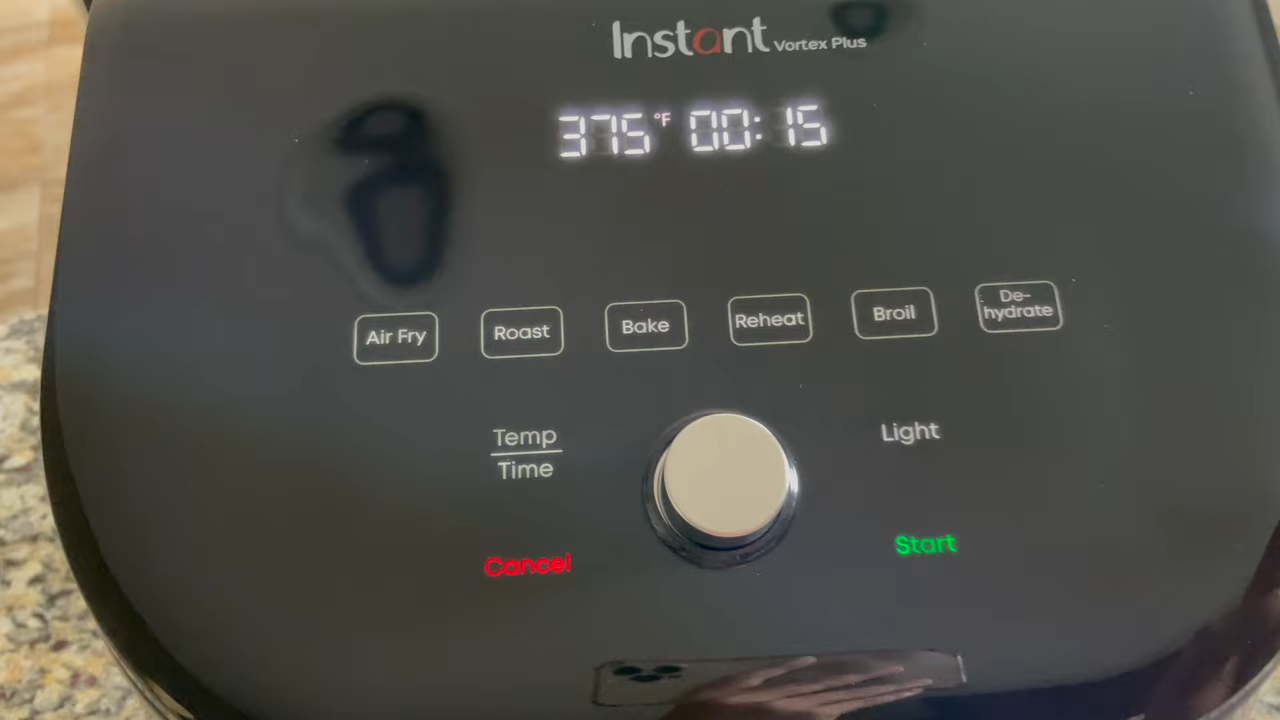 Instant Vortex Plus
375 °F 00:15
Air Fry
Roast
Bake
Reheat
Broil
De-
hydrate
Temp
Time
Light
Cancel
Start